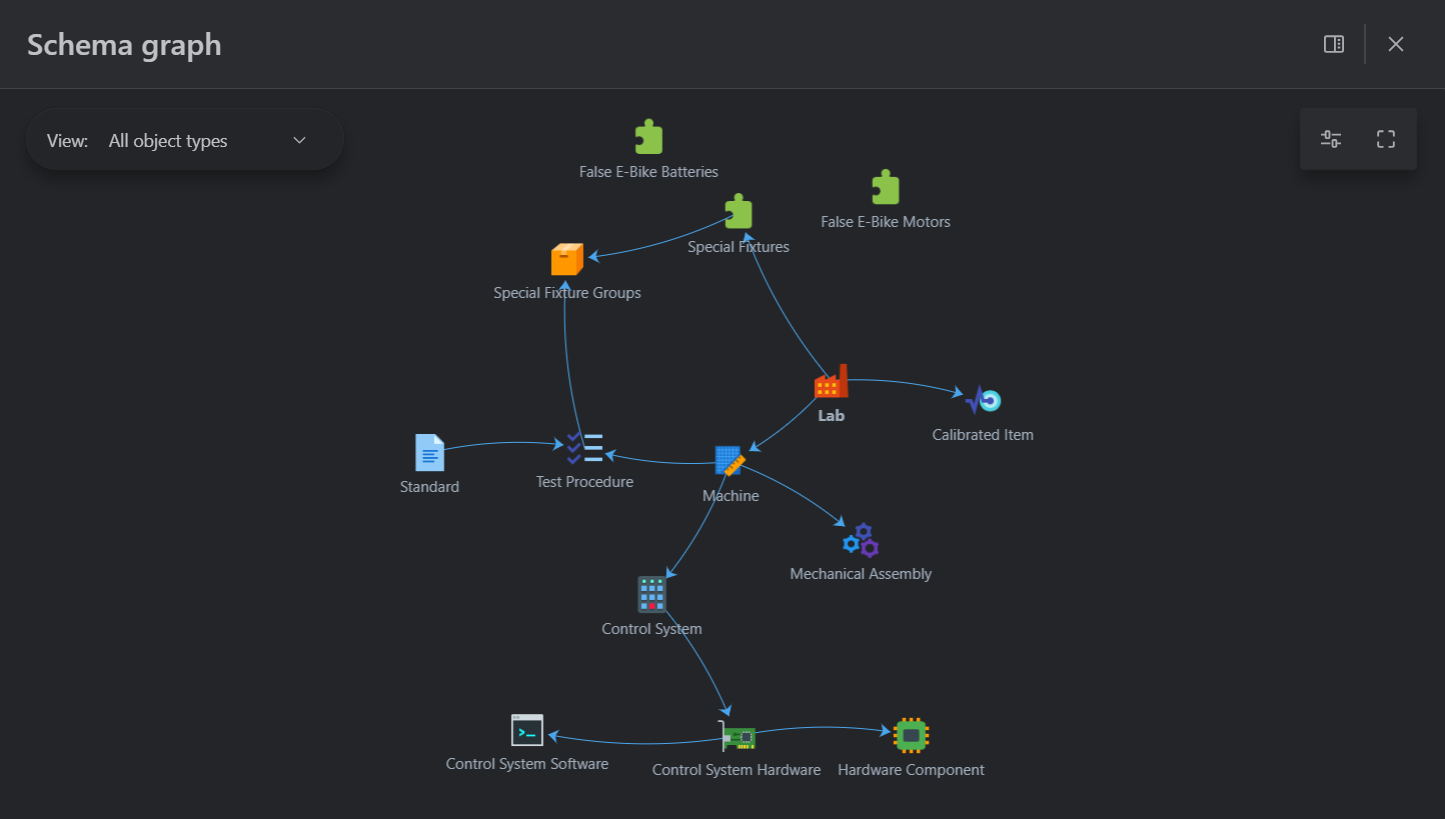 Schema graph
View: All object types
False E-Bike Batteries
False E-Bike Motors
Special Fixtures
Special Fixture Groups
Lab
Calibrated Item
Standard
Test Procedure
Machine
Mechanical Assembly
Control System
Control System Software
Control System Hardware
Hardware Component